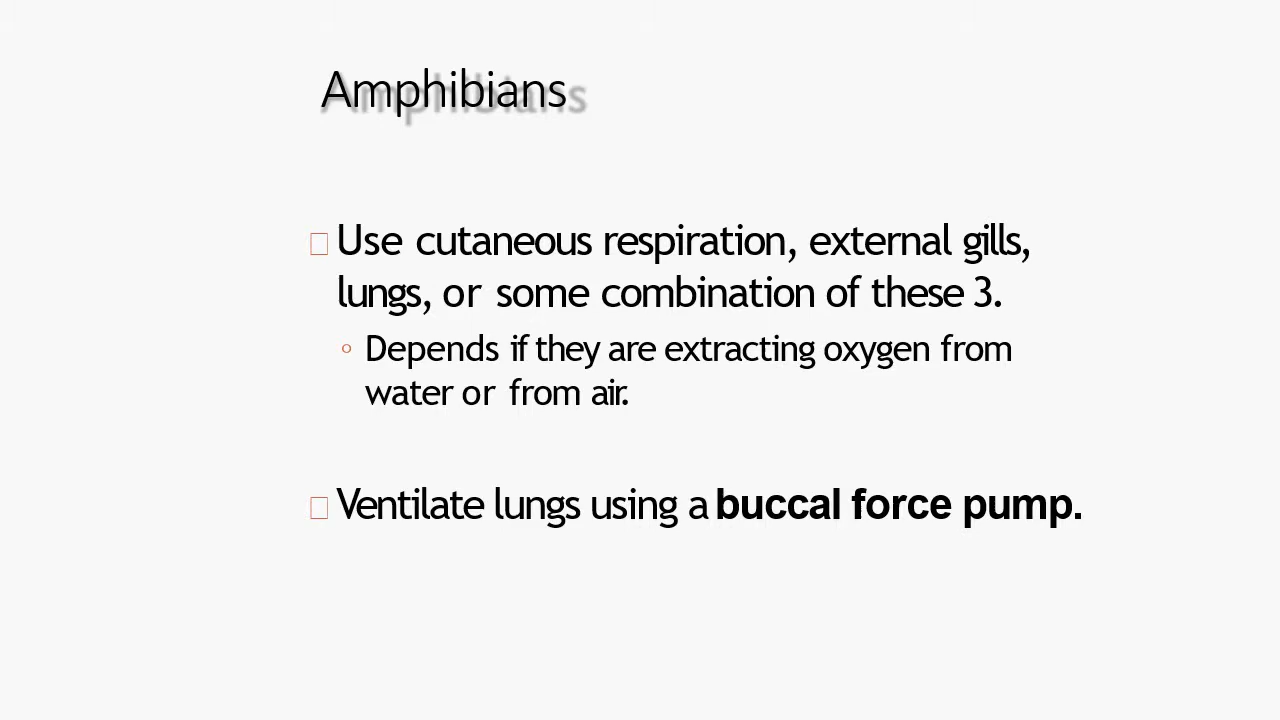 Amphibians
Use cutaneous respiration, external gills,
lungs, or some combination of these 3.
Depends if they are extracting oxygen from
water or from air.
Ventilate lungs using a buccal force pump.